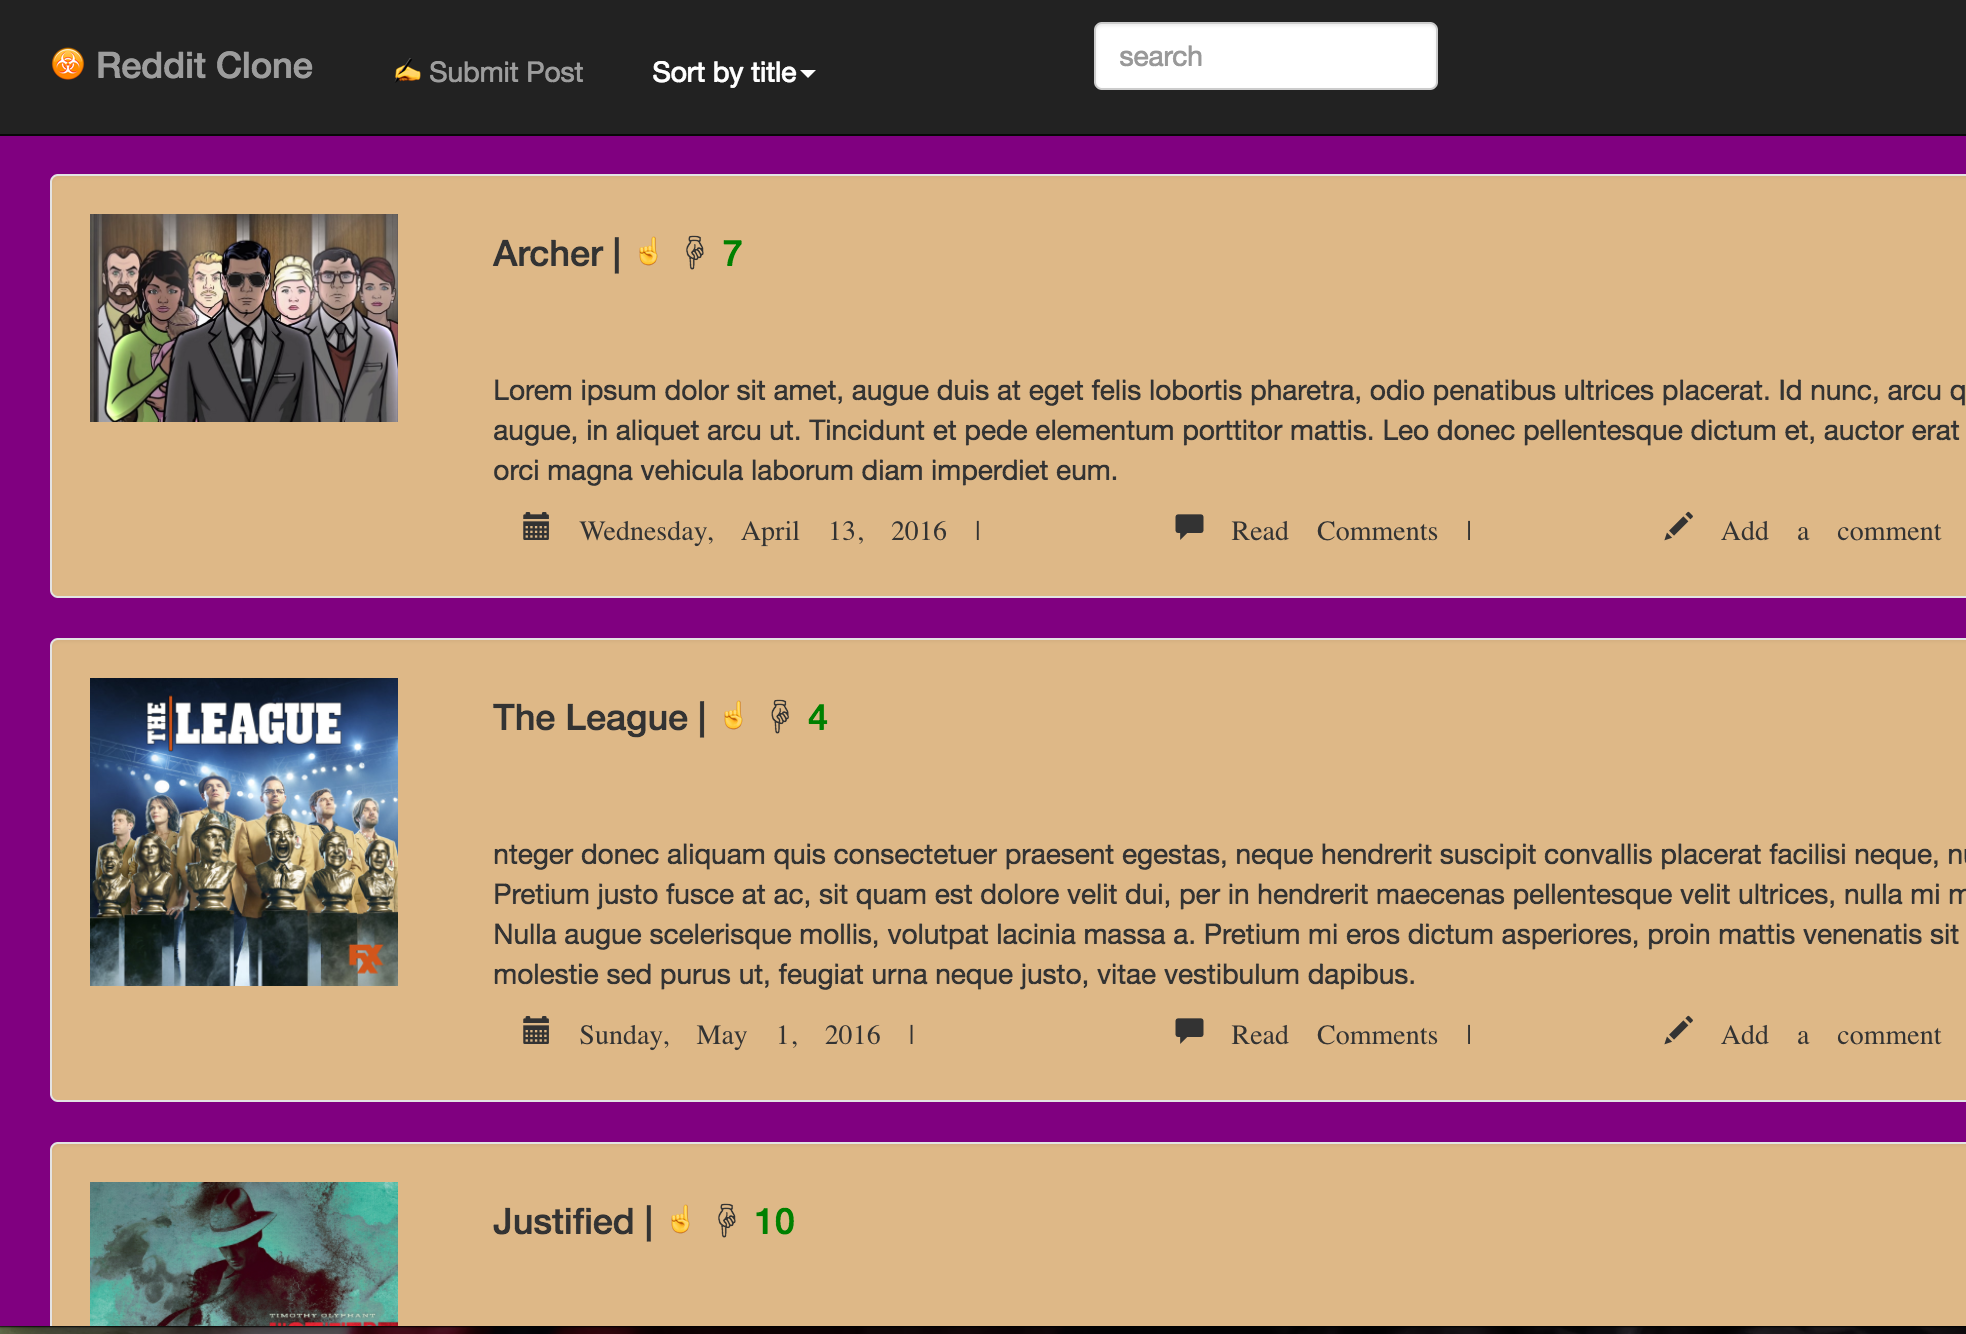 Reddit Clone
Submit Post
Sort by title
search
Archer | 7
Lorem ipsum dolor sit amet, augue duis at eget felis lobortis pharetra, odio penatibus ultrices placerat. Id nunc, arcu
augue, in aliquet arcu ut. Tincidunt et pede elementum porttitor mattis. Leo donec pellentesque dictum et, auctor erat
orci magna vehicula laborum diam imperdiet eum.
Wednesday, April 13, 2016 | Read Comments | Add a comment
THE LEAGUE
FX
The League | 4
nteger donec aliquam quis consectetuer praesent egestas, neque hendrerit suscipit convallis placerat facilisi neque,
Pretium justo fusce at ac, sit quam est dolore velit dui, per in hendrerit maecenas pellentesque velit ultrices, nulla mi
Nulla augue scelerisque mollis, volutpat lacinia massa a. Pretium mi eros dictum asperiores, proin mattis venenatis sit
molestie sed purus ut, feugiat urna neque justo, vitae vestibulum dapibus.
Sunday, May 1, 2016 | Read Comments | Add a comment
Justified | 10
TIMOTHY OLYPHANT